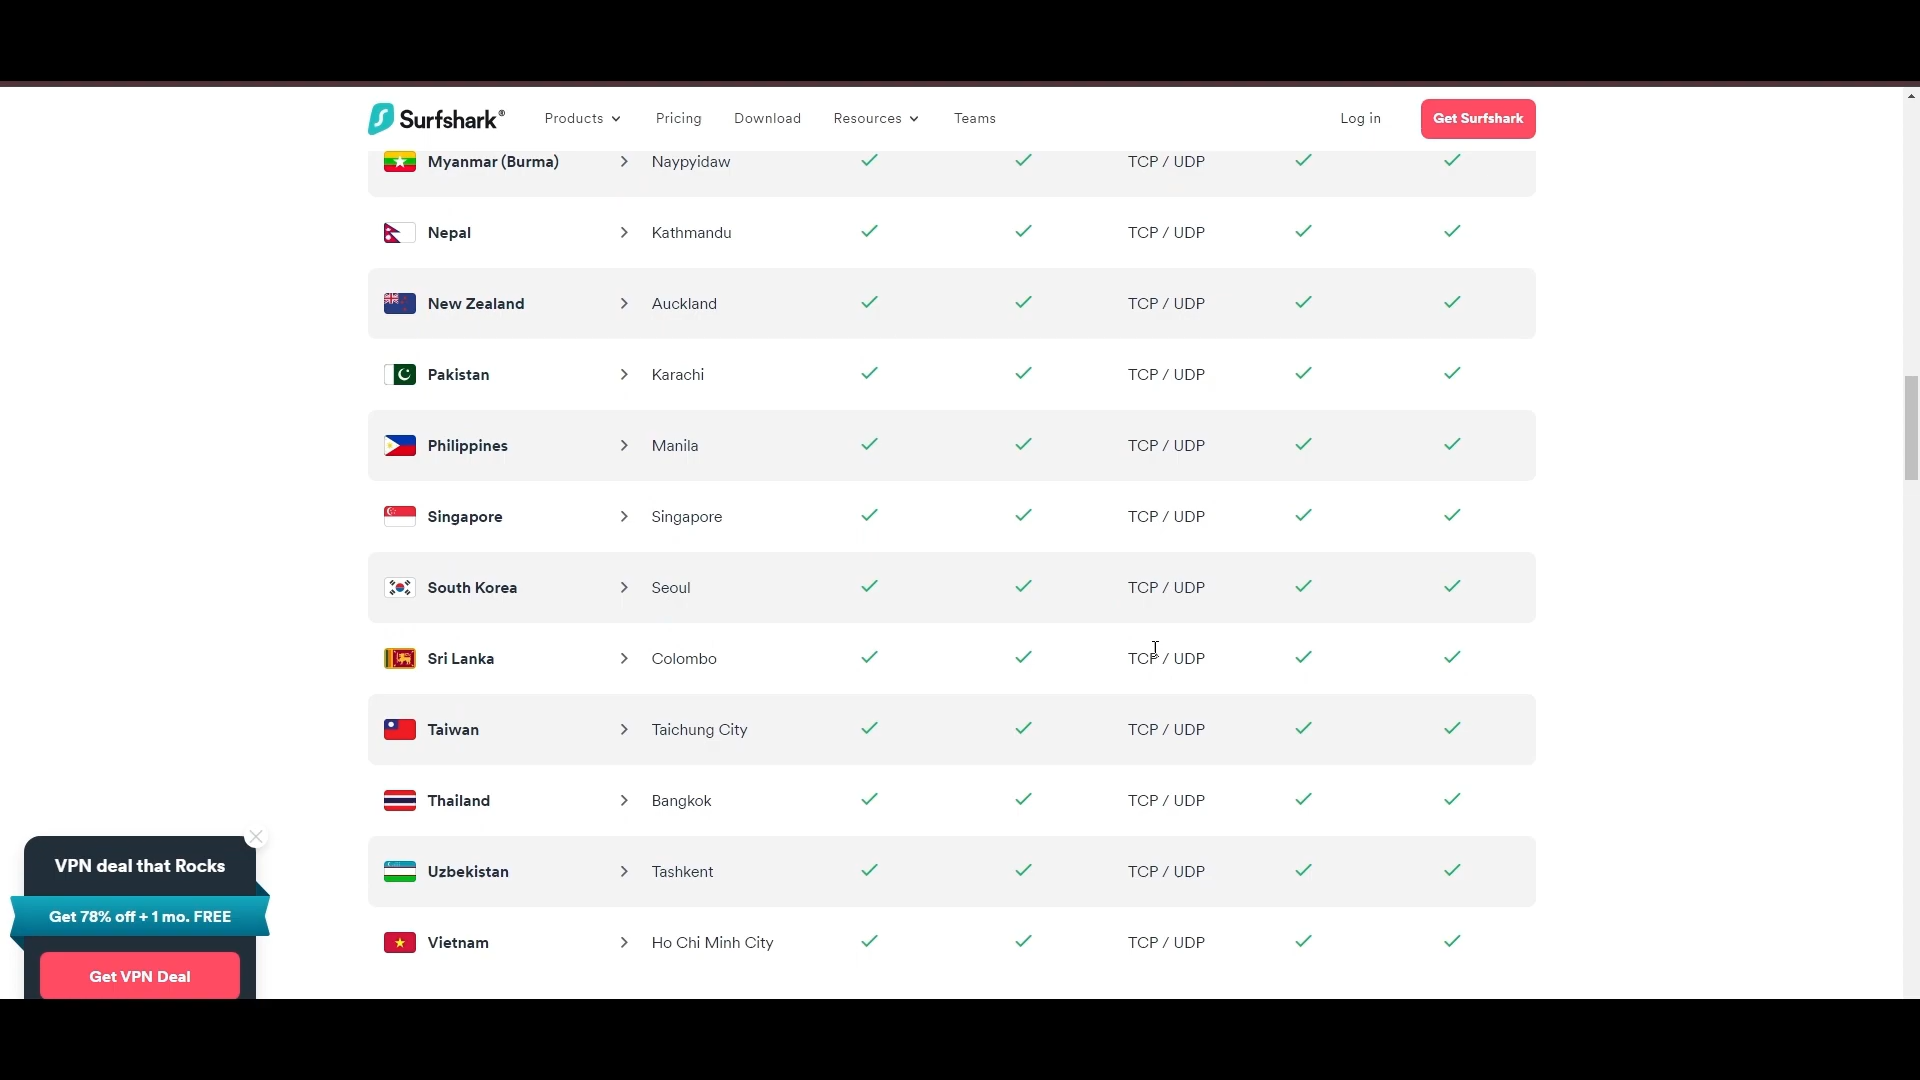 Surfshark®
Products Pricing Download Resources Teams Log in Get Surfshark
Myanmar (Burma) Naypyidaw TCP / UDP
Nepal Kathmandu TCP / UDP
New Zealand Auckland TCP / UDP
Pakistan Karachi TCP / UDP
Philippines Manila TCP / UDP
Singapore Singapore TCP / UDP
South Korea Seoul TCP / UDP
Sri Lanka Colombo TCP / UDP
Taiwan Taichung City TCP / UDP
Thailand Bangkok TCP / UDP
Uzbekistan Tashkent TCP / UDP
Vietnam Ho Chi Minh City TCP / UDP
VPN deal that Rocks
Get 78% off + 1 mo. FREE
Get VPN Deal